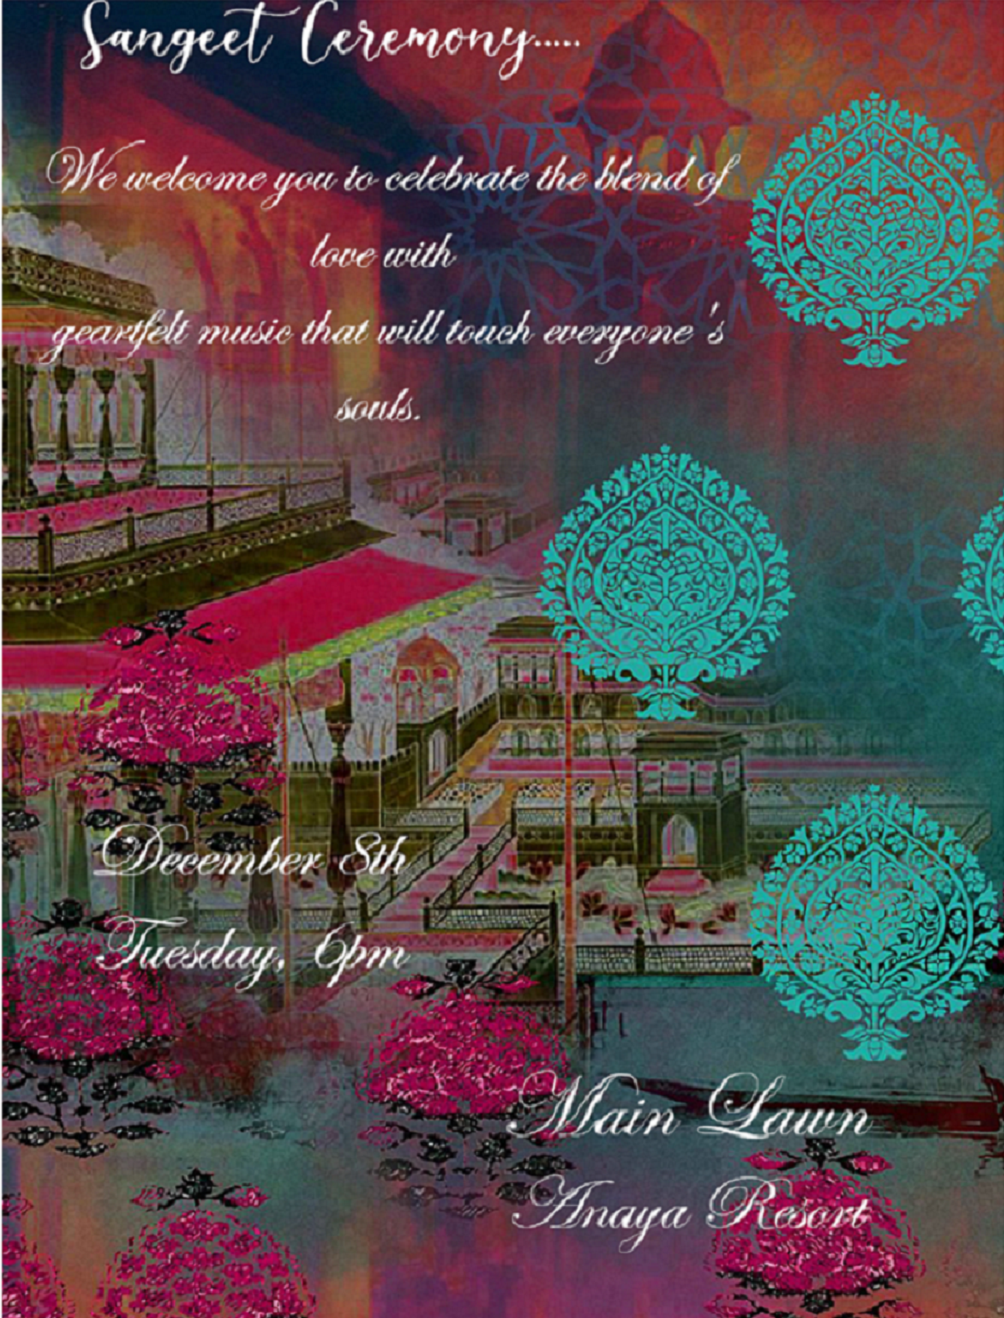 Sangeet Ceremony.....
We welcome you to celebrate the blend of
love with
geartfelt music that will touch everyone 's
souls.
December 8th
Tuesday, 6pm
Main Lawn
Anaya Resort